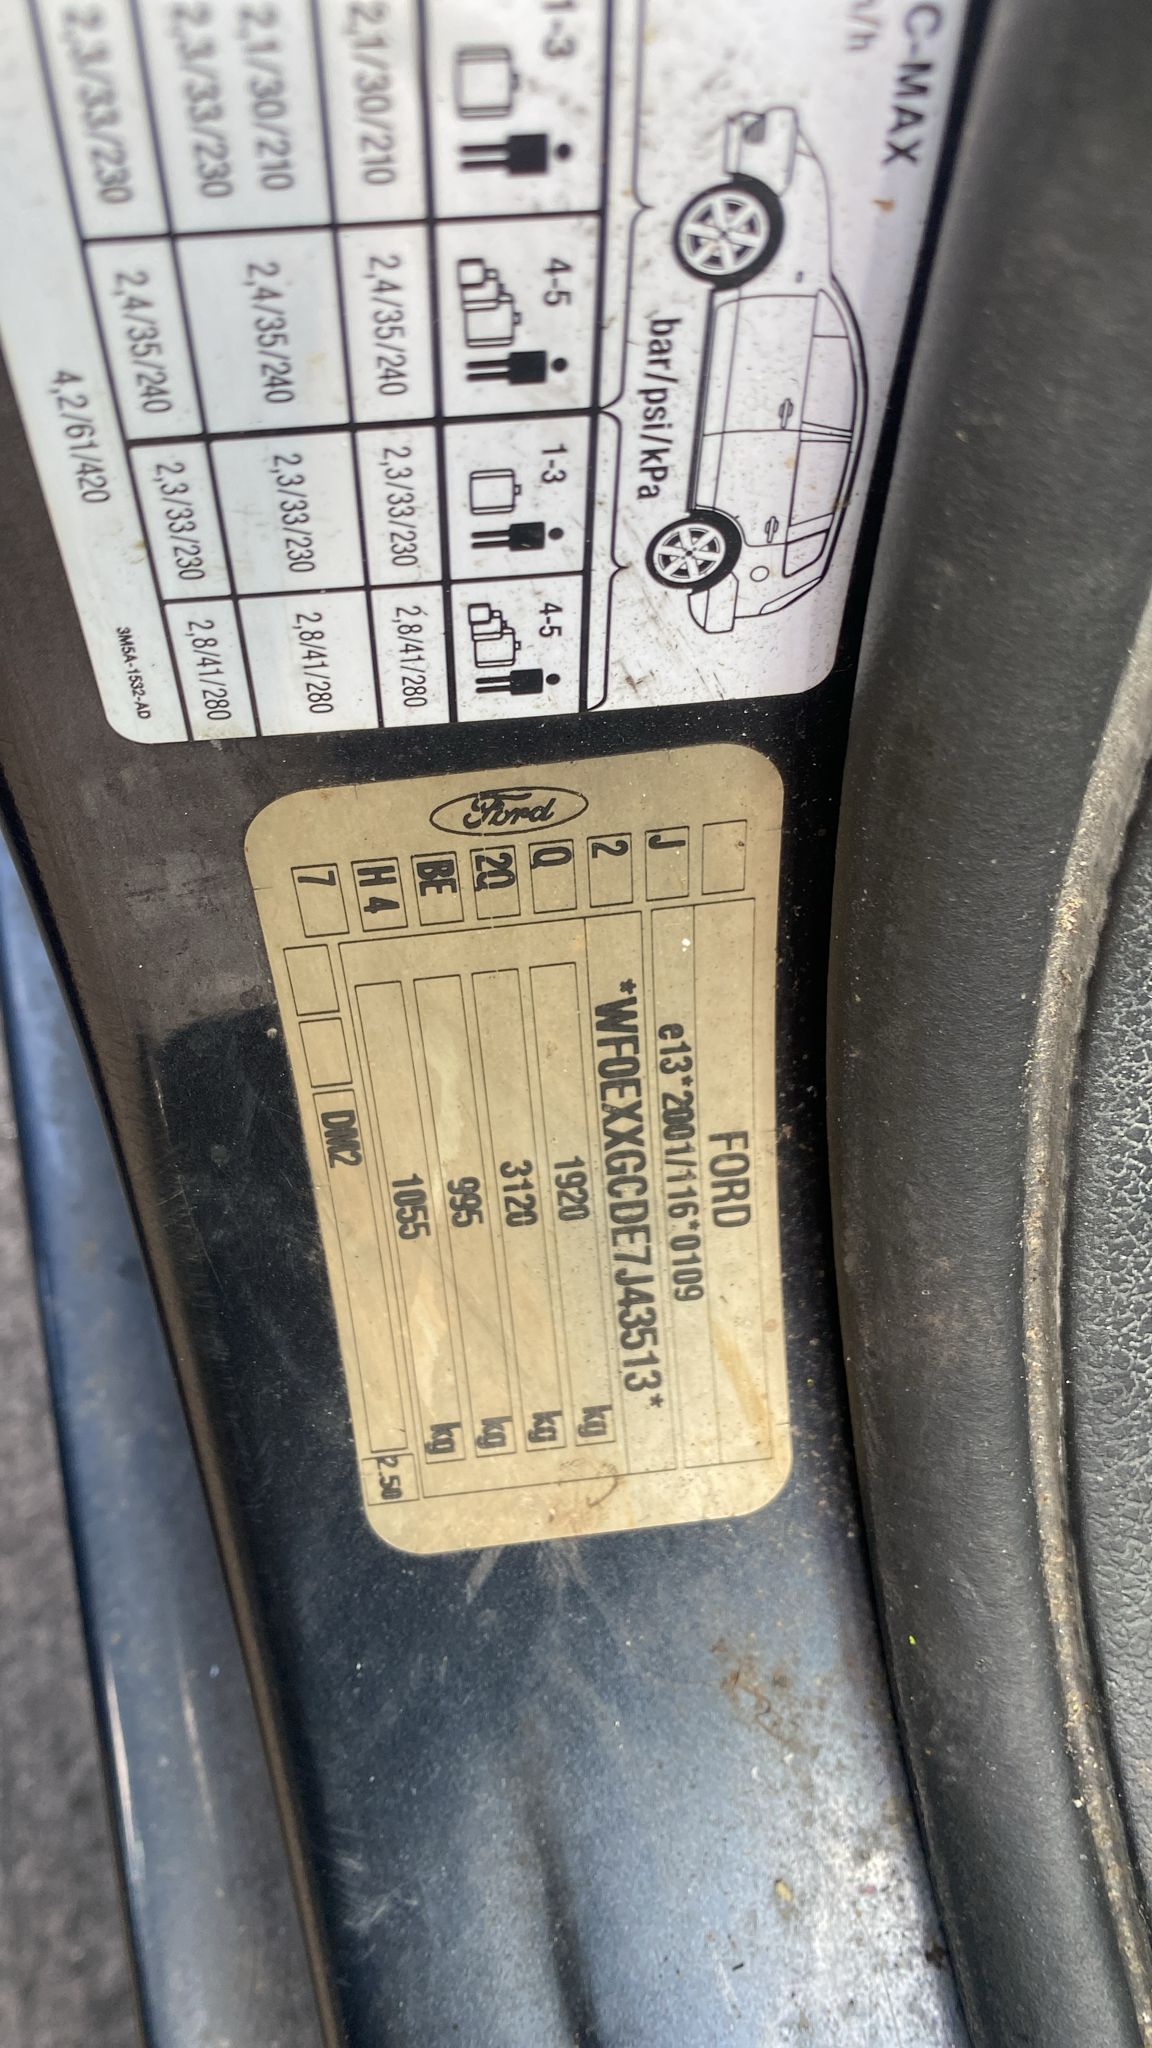 C-MAX
/h
bar/psi/kPa
1-3 4-5 1-3 4-5
2,1/30/210 2,4/35/240 2,3/33/230 2,8/41/280
2,1/30/210
2,3/33/230 2,4/35/240 2,3/33/230 2,8/41/280
2,3/33/230 2,4/35/240 2,3/33/230 2,8/41/280
4,2/61/420
3M5A-1532-AD
Ford
FORD
J e13*2001/116*0109
2 *WF0EXXGCDE7J43513*
Q 1920 kg
2Q 3120 kg
BE 995 kg
H4 1055 2.50
7 DM2